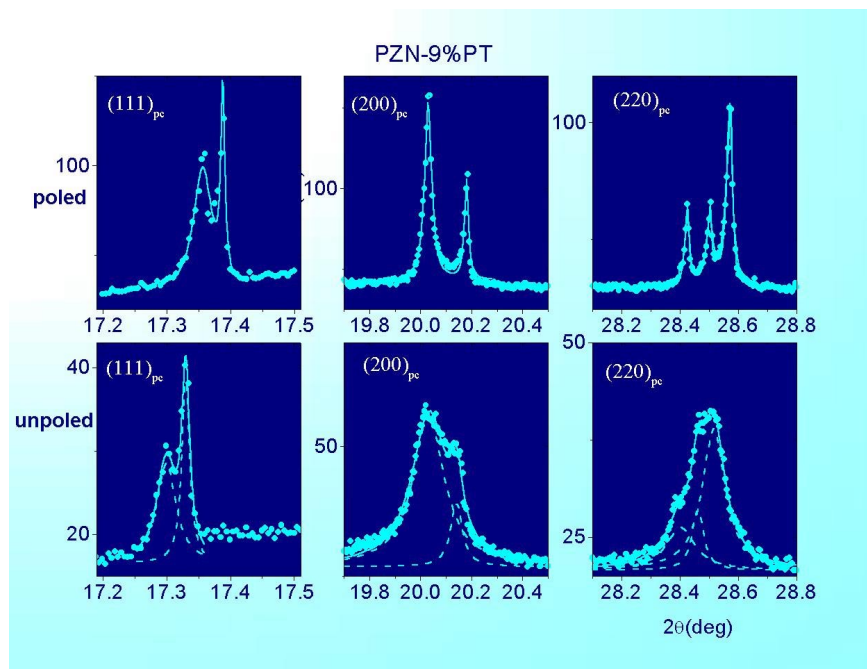 PZN-9%PT
(111)pc
(200)pc
(220)pc
100
100
100
poled
17.2 17.3 17.4 17.5
19.8 20.0 20.2 20.4
28.2 28.4 28.6 28.8
(111)pc
(200)pc
(220)pc
40
20
50
50
25
unpoled
17.2 17.3 17.4 17.5
19.8 20.0 20.2 20.4
28.2 28.4 28.6 28.8
2θ(deg)